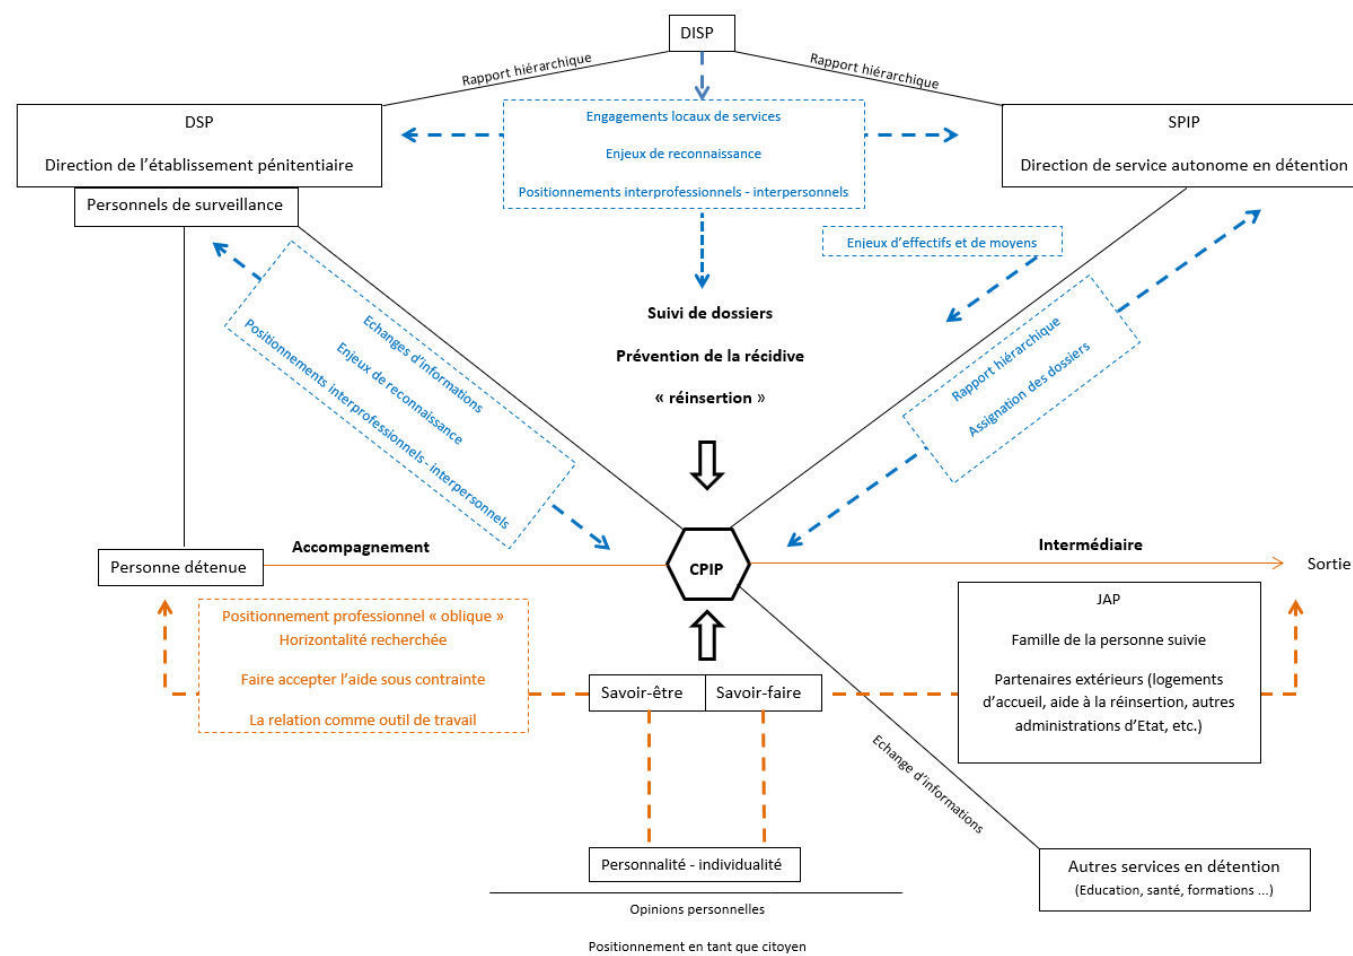 DISP
Rapport hiérarchique
Rapport hiérarchique
DSP
Direction de l'établissement pénitentiaire
Personnels de surveillance
Engagements locaux de services
Enjeux de reconnaissance
Positionnements interprofessionnels - interpersonnels
SPIP
Direction de service autonome en détention
Enjeux d'effectifs et de moyens
Echanges d'informations
Enjeux de reconnaissance
Positionnements interprofessionnels - interpersonnels
Suivi de dossiers
Prévention de la récidive
« réinsertion »
Rapport hiérarchique
Assignation des dossiers
Personne détenue
Accompagnement
CPIP
Intermédiaire
Sortie
Positionnement professionnel « oblique »
Horizontalité recherchée
Faire accepter l'aide sous contrainte
La relation comme outil de travail
Savoir-être
Savoir-faire
JAP
Famille de la personne suivie
Partenaires extérieurs (logements
d'accueil, aide à la réinsertion, autres
administrations d'Etat, etc.)
Echange d'informations
Personnalité - individualité
Opinions personnelles
Positionnement en tant que citoyen
Autres services en détention
(Education, santé, formations ...)